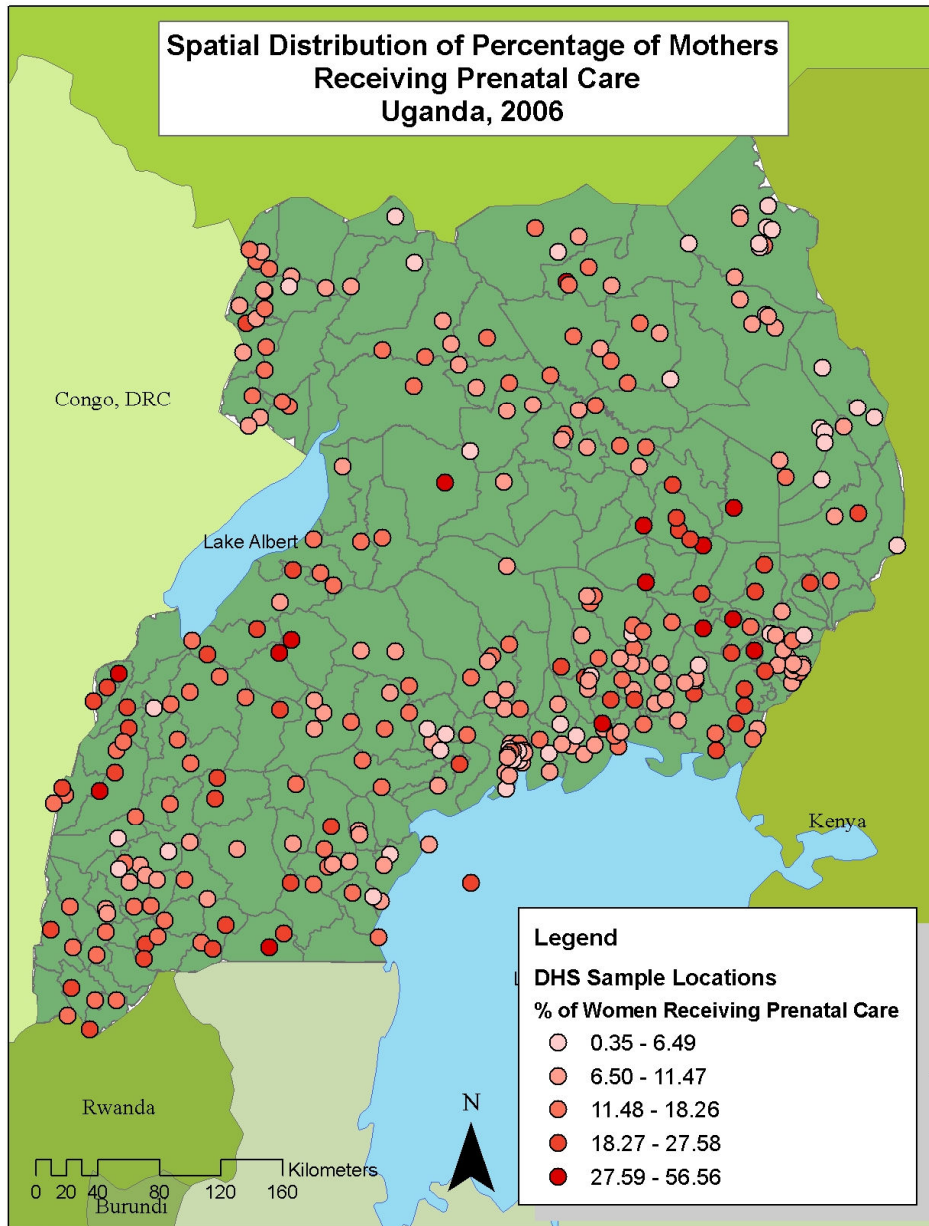 Spatial Distribution of Percentage of Mothers
Receiving Prenatal Care
Uganda, 2006
Congo, DRC
Lake Albert
Kenya
L
Legend
DHS Sample Locations
% of Women Receiving Prenatal Care
0.35 - 6.49
6.50 - 11.47
11.48 - 18.26
18.27 - 27.58
27.59 - 56.56
Rwanda
N
Kilometers
0 20 40 80 120 160
Burundi